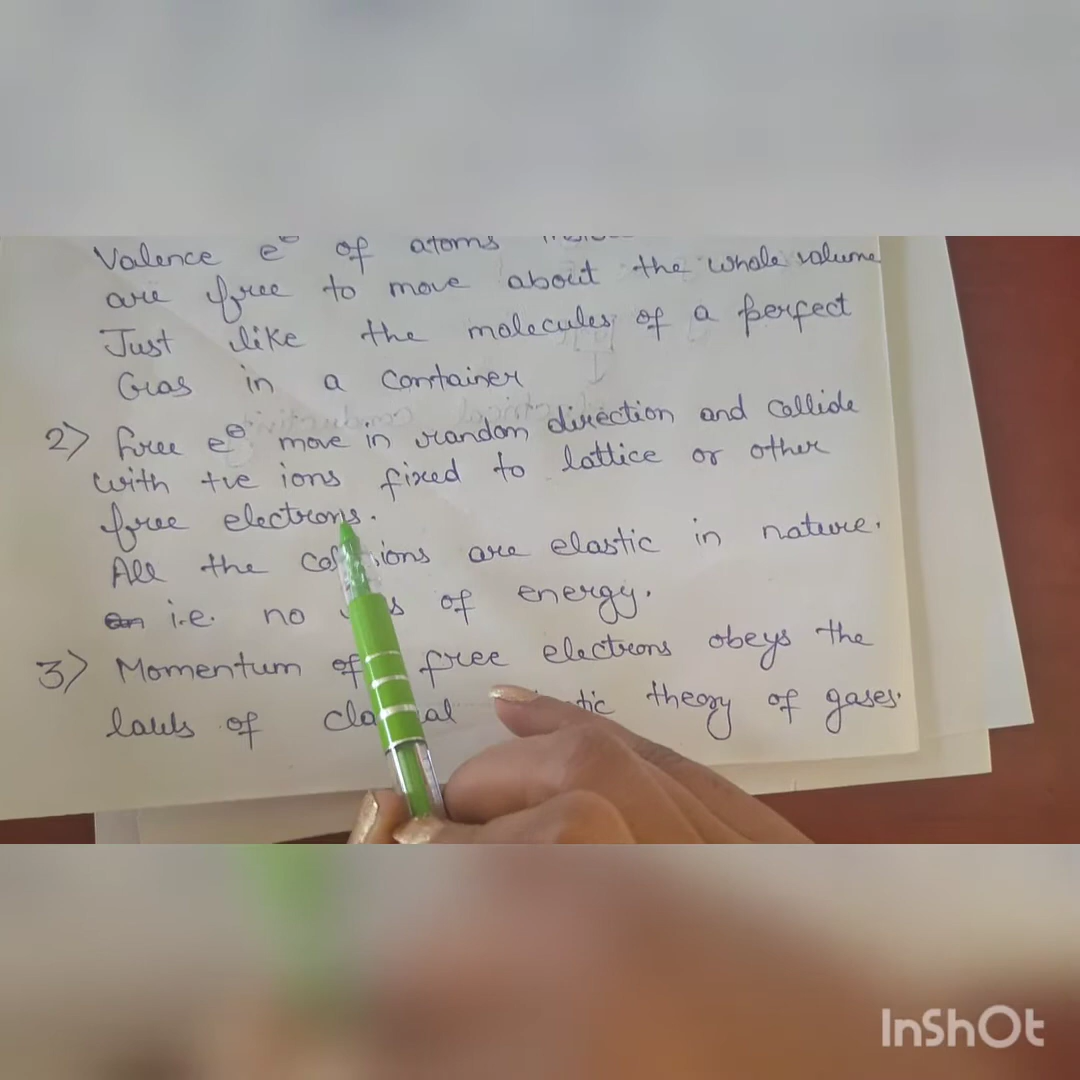 Valence e⊖ of atoms
are free to move about the whole volume
Just like the molecules of a perfect
Gas in a container
2) Free e⊖ move in random direction and collide
with +ve ions fixed to lattice or other
free electrons.
All the are elastic in nature.
i.e. no of energy.
3) Momentum of free electrons obeys the
laws of theory of gases.
InShOt